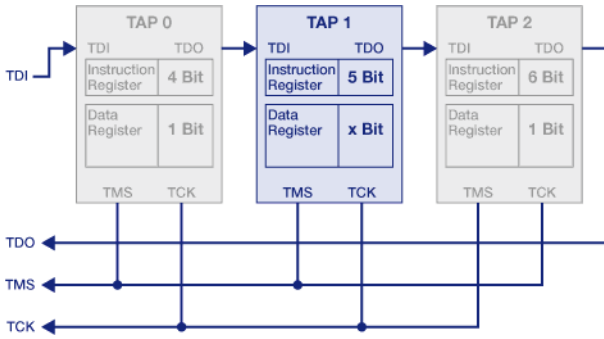 TAP 0
TAP 1
TAP 2
TDI TDO
TDI TDO
TDI TDO
TDI
Instruction
Register
4 Bit
Instruction
Register
5 Bit
Instruction
Register
6 Bit
Data
Register
1 Bit
Data
Register
x Bit
Data
Register
1 Bit
TMS TCK
TMS TCK
TMS TCK
TDO
TMS
TCK